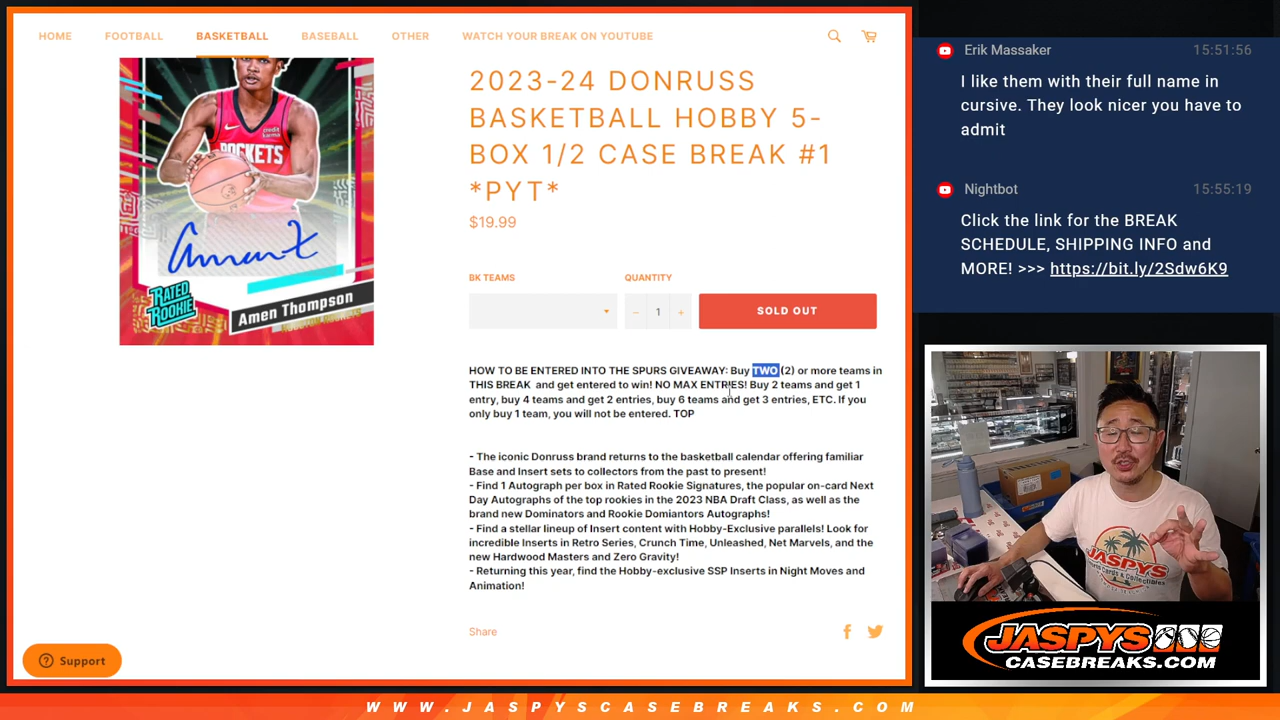 HOME FOOTBALL BASKETBALL BASEBALL OTHER WATCH YOUR BREAK ON YOUTUBE
ROCKETS
credit karma
RATED ROOKIE
Amen Thompson
2023-24 DONRUSS
BASKETBALL HOBBY 5-
BOX 1/2 CASE BREAK #1
*PYT*
$19.99
BK TEAMS QUANTITY
− 1 + SOLD OUT
HOW TO BE ENTERED INTO THE SPURS GIVEAWAY: Buy TWO (2) or more teams in
THIS BREAK and get entered to win! NO MAX ENTRIES! Buy 2 teams and get 1
entry, buy 4 teams and get 2 entries, buy 6 teams and get 3 entries, ETC. If you
only buy 1 team, you will not be entered. TOP
- The iconic Donruss brand returns to the basketball calendar offering familiar
Base and Insert sets to collectors from the past to present!
- Find 1 Autograph per box in Rated Rookie Signatures, the popular on-card Next
Day Autographs of the top rookies in the 2023 NBA Draft Class, as well as the
brand new Dominators and Rookie Domiantors Autographs!
- Find a stellar lineup of Insert content with Hobby-Exclusive parallels! Look for
incredible Inserts in Retro Series, Crunch Time, Unleashed, Net Marvels, and the
new Hardwood Masters and Zero Gravity!
- Returning this year, find the Hobby-exclusive SSP Inserts in Night Moves and
Animation!
Share
Support
Erik Massaker 15:51:56
I like them with their full name in
cursive. They look nicer you have to
admit
Nightbot 15:55:19
Click the link for the BREAK
SCHEDULE, SHIPPING INFO and
MORE! >>> https://bit.ly/2Sdw6K9
JASPYS
JASPYS
CASEBREAKS.COM
WWW.JASPYSCASEBREAKS.COM